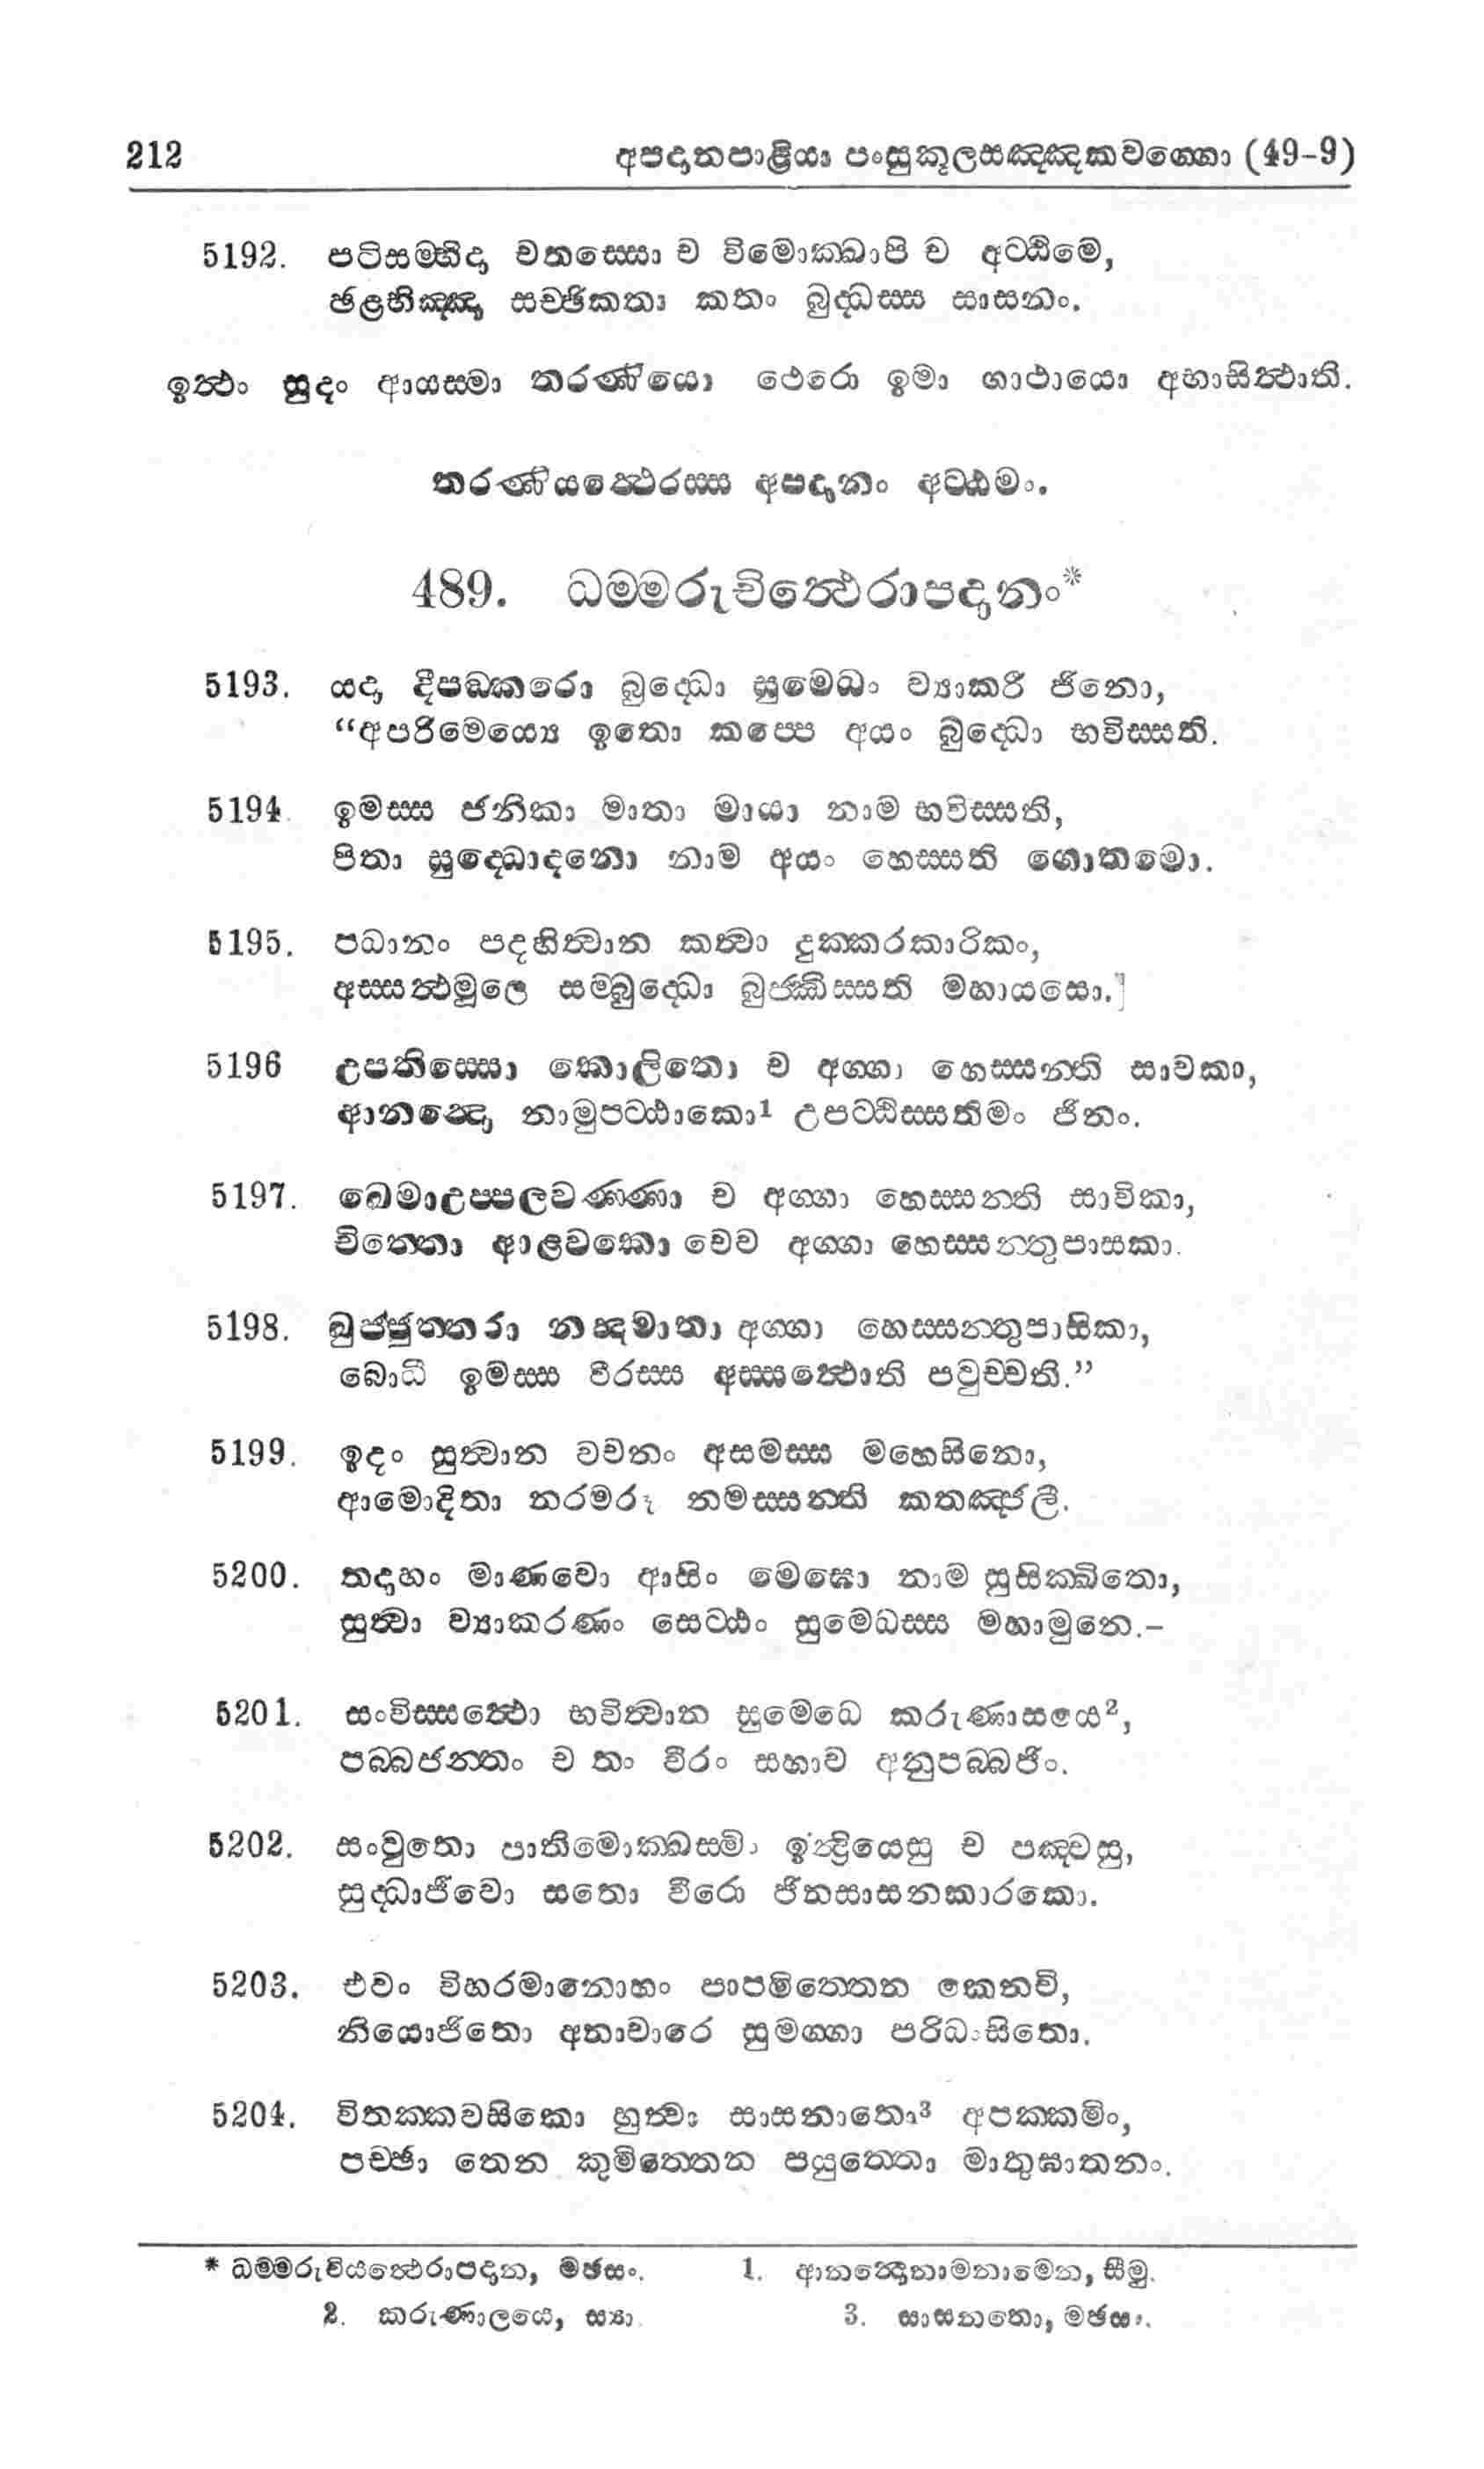 212 අපදානපාළියා පංසුකූලසඤ්ඤකවග්ගො (49-9)
5192. පටිසම්භිදා චතස්සො ච විමොක්ඛාපි ච අට්ඨිමෙ,
ඡළභිඤ්ඤා සච්ඡිකතා කතං බුද්ධස්ස සාසනං.
ඉත්ථං සුදං ආයස්මා තරණීයො ථෙරො ඉමා ගාථායො අභාසිත්ථාති.
තරණීයත්ථෙරස්ස අපදානං අට්ඨමං.
489. ධම්මරුචිත්ථෙරාපදානං*
5193. යදා දීපඞ්කරො බුද්ධො සුමෙධං ව්‍යාකරී ජිනො,
“අපරිමෙය්‍යෙ ඉතො කප්පෙ අයං බුද්ධො භවිස්සති.
5194. ඉමස්ස ජනිකා මාතා මායා නාම භවිස්සති,
පිතා සුද්ධොදනො නාම අයං හෙස්සති ගොතමො.
5195. පධානං පදහිත්වාන කත්වා දුක්කරකාරිකං,
අස්සත්ථමූලෙ සම්බුද්ධො බුජ්ඣිස්සති මහායසො.
5196 උපතිස්සො කොලිතො ච අග්ගා හෙස්සන්ති සාවකා,
ආනන්දො නාමුපට්ඨාකො1 උපට්ඨිස්සතිමං ජිනං.
5197. ඛෙමාඋප්පලවණ්ණා ච අග්ගා හෙස්සන්ති සාවිකා,
චිත්තො ආළවකො චෙව අග්ගා හෙස්සන්තුපාසකා.
5198. ඛුජ්ජුත්තරා නන්දමාතා අග්ගා හෙස්සන්තුපාසිකා,
බොධි ඉමස්ස වීරස්ස අස්සත්ථොති පවුච්චති.”
5199. ඉදං සුත්වාන වචනං අසමස්ස මහෙසිනො,
ආමොදිතා නරමරූ නමස්සන්ති කතඤ්ජලී.
5200. තදාහං මාණවො ආසිං මෙඝො නාම සුසික්ඛිතො,
සුත්වා ව්‍යාකරණං සෙට්ඨං සුමෙධස්ස මහාමුනෙ.–
5201. සංවිස්සත්ථො භවිත්වාන සුමෙධෙ කරුණාසයෙ2,
පබ්බජන්තං ච තං වීරං සහාව අනුපබ්බජිං.
5202. සංවුතො පාතිමොක්ඛස්මිං ඉන්ද්‍රියෙසු ච පඤ්චසු,
සුද්ධාජීවො සතො වීරො ජිනසාසනකාරකො.
5203. එවං විහරමානොහං පාපමිත්තෙන කෙනචි,
නියොජිතො අනාචාරෙ සුමග්ගා පරිධංසිතො.
5204. විතක්කවසිකො හුත්වා සාසනාතො3 අපක්කමිං,
පච්ඡා තෙන කුමිත්තෙන පයුත්තො මාතුඝාතනං.
* ධම්මරුචියත්ථෙරාපදාන, මඡසං. 1. ආනන්දොනාමනාමෙන, සීමු.
2. කරුණාලයෙ, ස්‍යා. 3. සාසනතො, මඡසං.